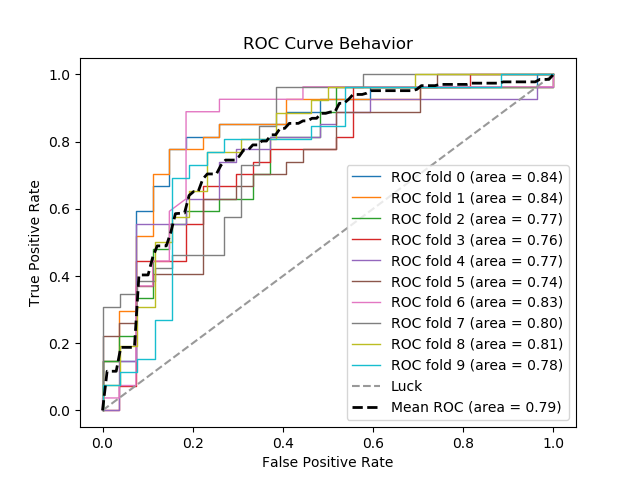 ROC Curve Behavior
True Positive Rate
1.0
0.8
0.6
0.4
0.2
0.0
ROC fold 0 (area = 0.84)
ROC fold 1 (area = 0.84)
ROC fold 2 (area = 0.77)
ROC fold 3 (area = 0.76)
ROC fold 4 (area = 0.77)
ROC fold 5 (area = 0.74)
ROC fold 6 (area = 0.83)
ROC fold 7 (area = 0.80)
ROC fold 8 (area = 0.81)
ROC fold 9 (area = 0.78)
Luck
Mean ROC (area = 0.79)
0.0 0.2 0.4 0.6 0.8 1.0
False Positive Rate